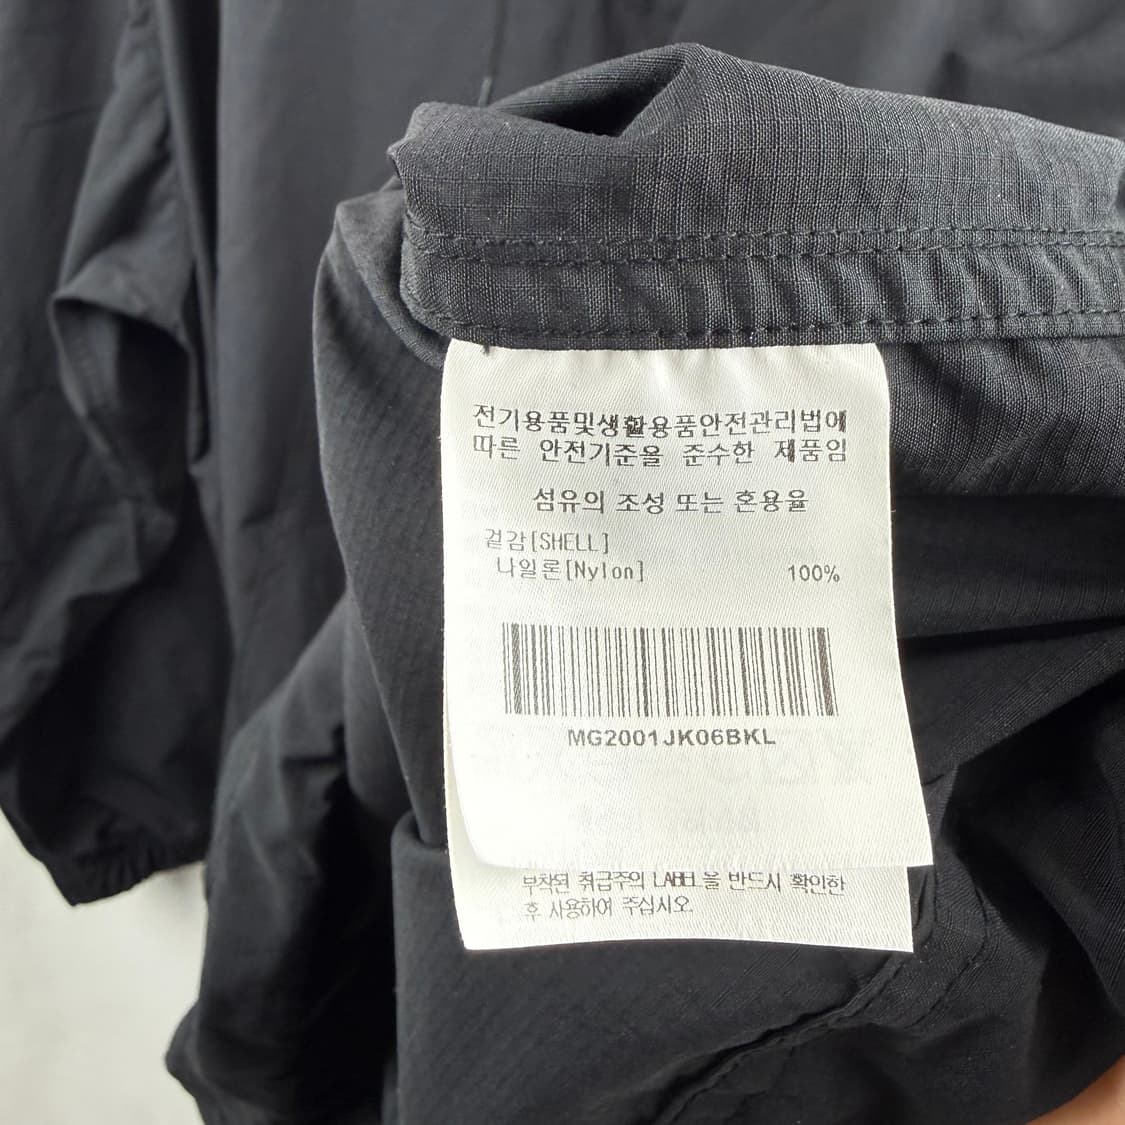 전기용품및생활용품안전관리법에
따른 안전기준을 준수한 제품임
섬유의 조성 또는 혼용율
겉감[SHELL]
나일론[Nylon] 100%
MG2001JK06BKL
부착된 취급주의 LABEL을 반드시 확인한
후 사용하여 주십시오.